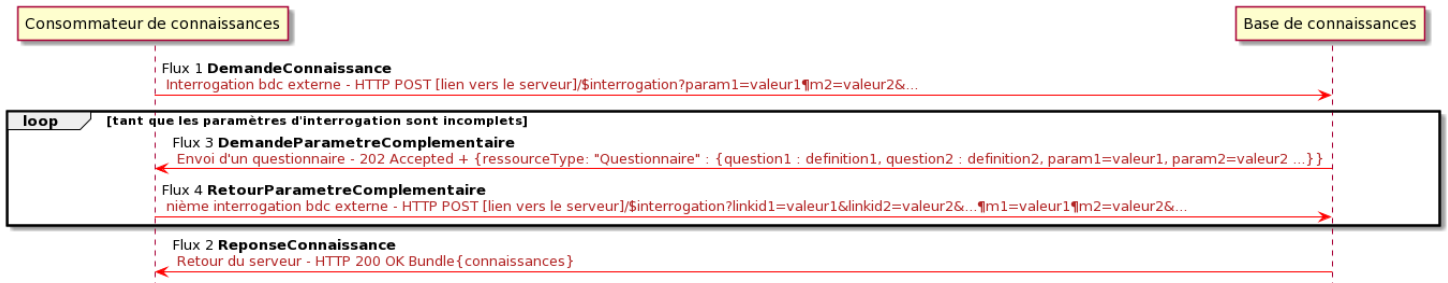 Consommateur de connaissances
Base de connaissances
Flux 1 DemandeConnaissance
Interrogation bdc externe - HTTP POST [lien vers le serveur]/$interrogation?param1=valeur1¶m2=valeur2&...
loop [tant que les paramètres d'interrogation sont incomplets]
Flux 3 DemandeParametreComplementaire
Envoi d'un questionnaire - 202 Accepted + {ressourceType: "Questionnaire" : {question1 : definition1, question2 : definition2, param1=valeur1, param2=valeur2 ...}}
Flux 4 RetourParametreComplementaire
nième interrogation bdc externe - HTTP POST [lien vers le serveur]/$interrogation?linkid1=valeur1&linkid2=valeur2&...¶m1=valeur1¶m2=valeur2&...
Flux 2 ReponseConnaissance
Retour du serveur - HTTP 200 OK Bundle{connaissances}